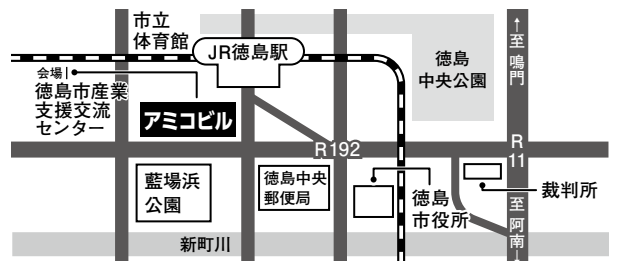 市立
体育館
JR徳島駅
徳島
中央公園
↑至 鳴門
会場
徳島市産業
支援交流
センター
アミコビル
R192
R11
藍場浜
公園
徳島中央
郵便局
徳島
市役所
裁判所
至 阿南↓
新町川